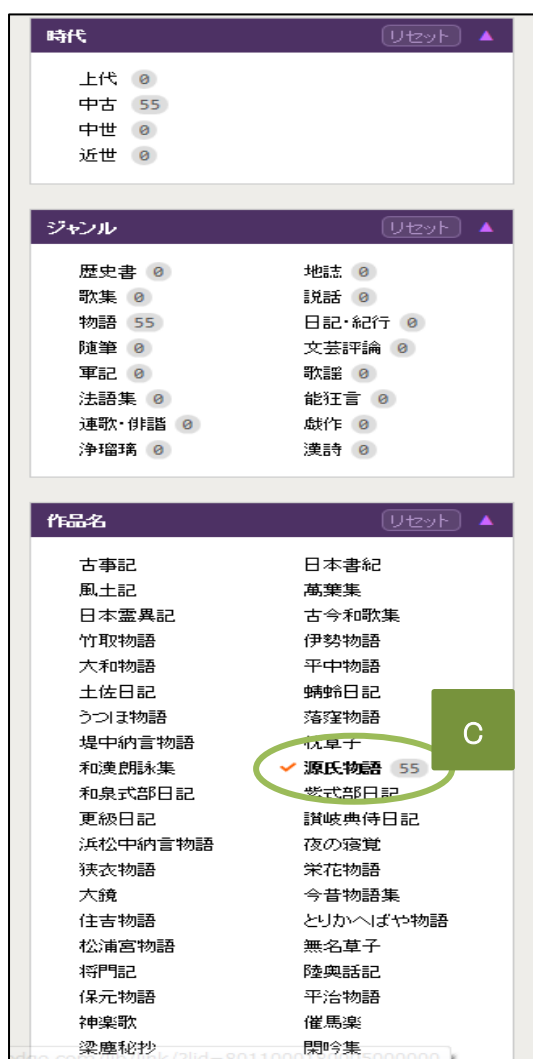 時代 リセット ▲
上代 0
中古 55
中世 0
近世 0
ジャンル リセット ▲
歴史書 0 地誌 0
歌集 0 説話 0
物語 55 日記・紀行 0
随筆 0 文芸評論 0
軍記 0 歌謡 0
法語集 0 能狂言 0
連歌・俳諧 0 戯作 0
浄瑠璃 0 漢詩 0
作品名 リセット ▲
古事記 日本書紀
風土記 萬葉集
日本霊異記 古今和歌集
竹取物語 伊勢物語
大和物語 平中物語
土佐日記 蜻蛉日記
うつほ物語 落窪物語
堤中納言物語 枕草子
C
和漢朗詠集 ✓ 源氏物語 55
和泉式部日記 紫式部日記
更級日記 讃岐典侍日記
浜松中納言物語 夜の寝覚
狭衣物語 栄花物語
大鏡 今昔物語集
住吉物語 とりかへばや物語
松浦宮物語 無名草子
将門記 陸奥話記
保元物語 平治物語
神楽歌 催馬楽
梁塵秘抄 閑吟集